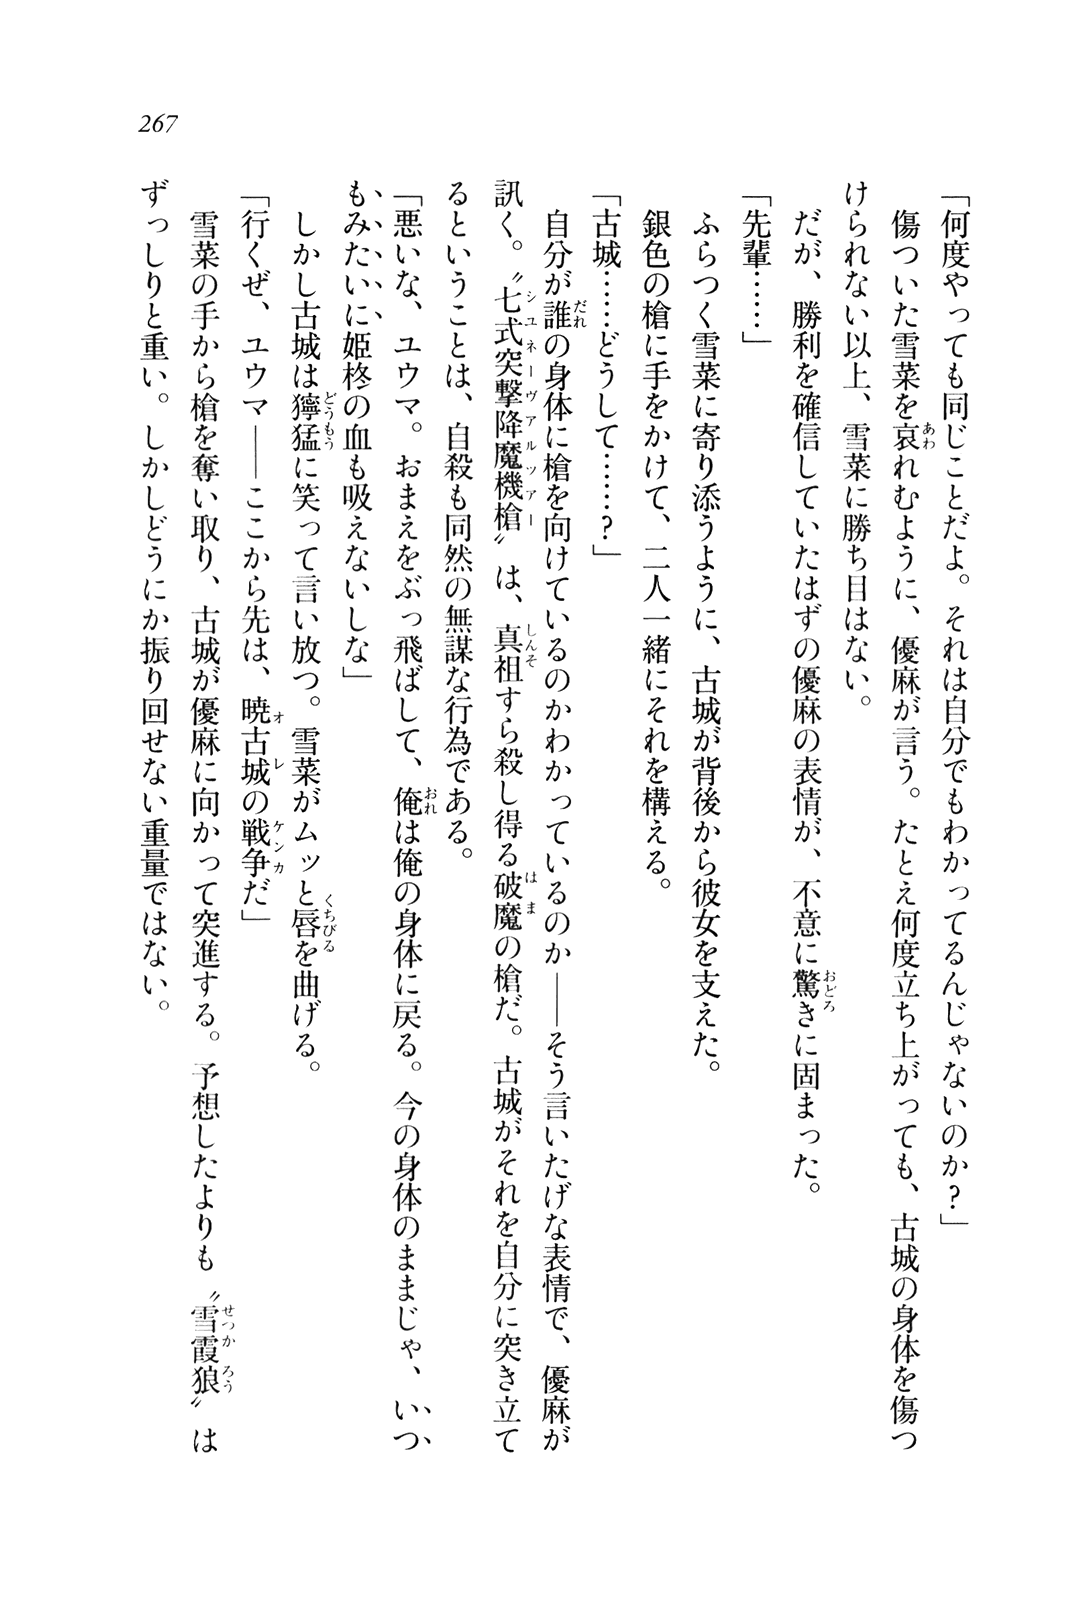 267
「何度やっても同じことだよ。それは自分でもわかってるんじゃないのか？」
　傷ついた雪菜を哀れむように、優麻が言う。たとえ何度立ち上がっても、古城の身体を傷つ
けられない以上、雪菜に勝ち目はない。
　だが、勝利を確信していたはずの優麻の表情が、不意に驚きに固まった。
「先輩……」
　ふらつく雪菜に寄り添うように、古城が背後から彼女を支えた。
　銀色の槍に手をかけて、二人一緒にそれを構える。
「古城……どうして……？」
　自分が誰の身体に槍を向けているのかわかっているのか――そう言いたげな表情で、優麻が
訊く。〝七式突撃降魔機槍〟は、真祖すら殺し得る破魔の槍だ。古城がそれを自分に突き立て
るということは、自殺も同然の無謀な行為である。
「悪いな、ユウマ。おまえをぶっ飛ばして、俺は俺の身体に戻る。今の身体のままじゃ、いつ
もみたいに姫柊の血も吸えないしな」
　しかし古城は獰猛に笑って言い放つ。雪菜がムッと唇を曲げる。
「行くぜ、ユウマ――ここから先は、暁古城の戦争だ」
　雪菜の手から槍を奪い取り、古城が優麻に向かって突進する。予想したよりも〝雪霞狼〟は
ずっしりと重い。しかしどうにか振り回せない重量ではない。